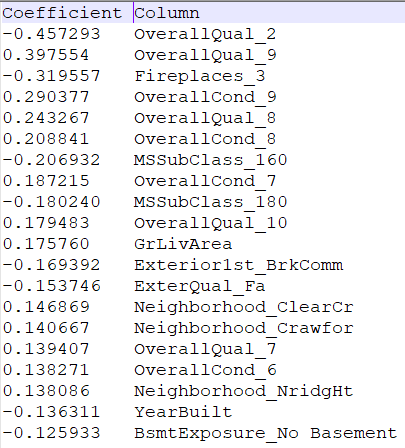 Coefficient Column
-0.457293 OverallQual_2
0.397554 OverallQual_9
-0.319557 Fireplaces_3
0.290377 OverallCond_9
0.243267 OverallQual_8
0.208841 OverallCond_8
-0.206932 MSSubClass_160
0.187215 OverallCond_7
-0.180240 MSSubClass_180
0.179483 OverallQual_10
0.175760 GrLivArea
-0.169392 Exterior1st_BrkComm
-0.153746 ExterQual_Fa
0.146869 Neighborhood_ClearCr
0.140667 Neighborhood_Crawfor
0.139407 OverallQual_7
0.138271 OverallCond_6
0.138086 Neighborhood_NridgHt
-0.136311 YearBuilt
-0.125933 BsmtExposure_No Basement